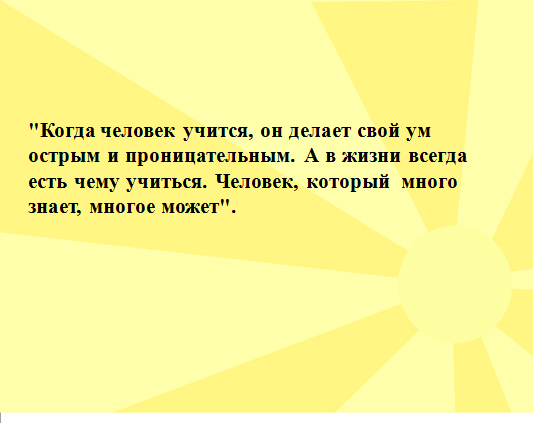 "Когда человек учится, он делает свой ум
острым и проницательным. А в жизни всегда
есть чему учиться. Человек, который  много
знает, многое может".